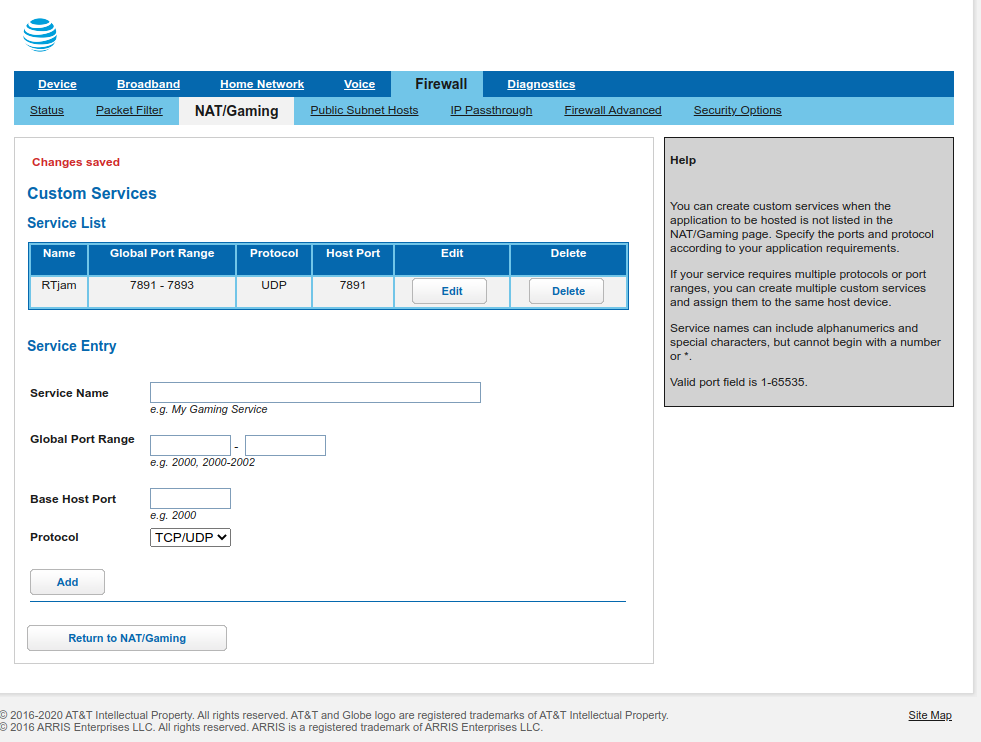 Device Broadband Home Network Voice Firewall Diagnostics
Status Packet Filter NAT/Gaming Public Subnet Hosts IP Passthrough Firewall Advanced Security Options
Changes saved
Custom Services
Service List
Name Global Port Range Protocol Host Port Edit Delete
RTjam 7891 - 7893 UDP 7891 Edit Delete
Service Entry
Service Name
e.g. My Gaming Service
Global Port Range -
e.g. 2000, 2000-2002
Base Host Port
e.g. 2000
Protocol TCP/UDP
Add
Return to NAT/Gaming
Help
You can create custom services when the
application to be hosted is not listed in the
NAT/Gaming page. Specify the ports and protocol
according to your application requirements.
If your service requires multiple protocols or port
ranges, you can create multiple custom services
and assign them to the same host device.
Service names can include alphanumerics and
special characters, but cannot begin with a number
or *.
Valid port field is 1-65535.
© 2016-2020 AT&T Intellectual Property. All rights reserved. AT&T and Globe logo are registered trademarks of AT&T Intellectual Property.
© 2016 ARRIS Enterprises LLC. All rights reserved. ARRIS is a registered trademark of ARRIS Enterprises LLC.
Site Map